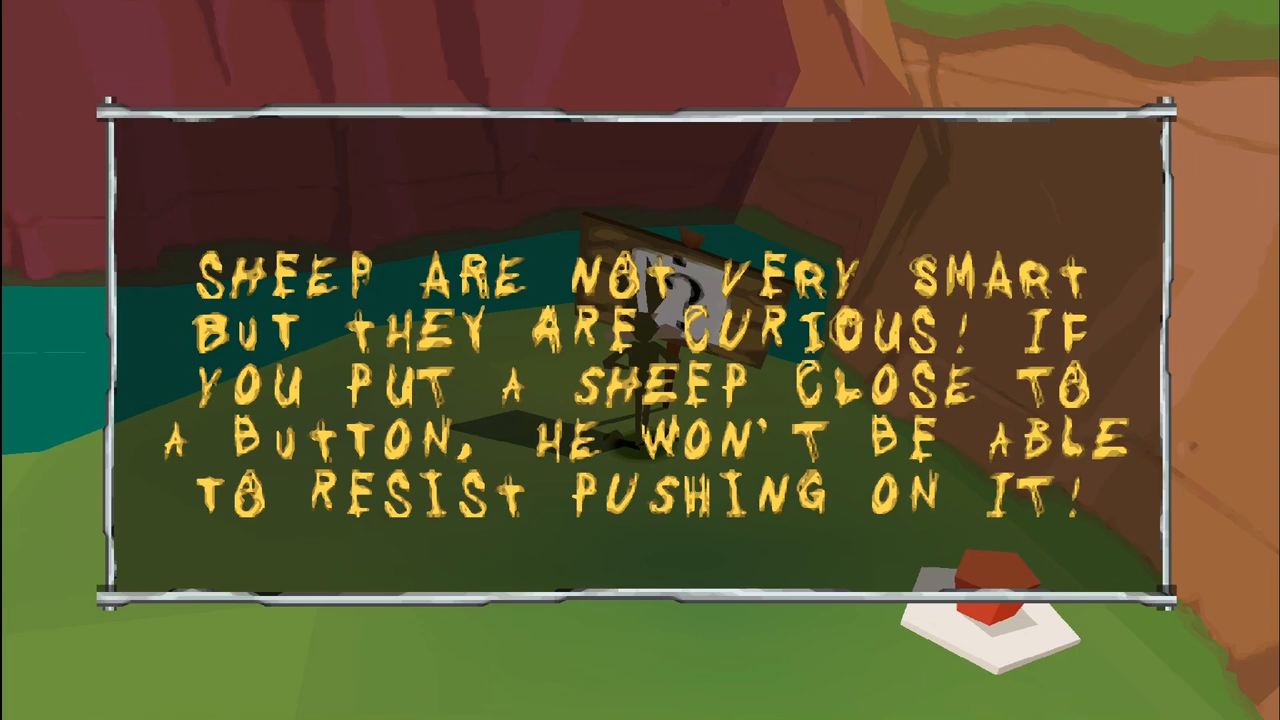 SHEEP ARE NOT VERY SMART
BUT THEY ARE CURIOUS! IF
YOU PUT A SHEEP CLOSE TO
A BUTTON, HE WON'T BE ABLE
TO RESIST PUSHING ON IT!